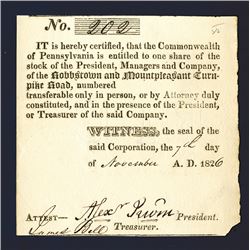 No. 202
IT is hereby certified, that the Commonwealth
of Pennsylvania is entitled to one share of the
stock of the President, Managers and Company,
of the Robbstown and Mountpleasant Turn-
pike Road, numbered
transferable only in person, or by Attorney duly
constituted, and in the presence of the President,
or Treasurer of the said Company.
WITNESS, the seal of the
said Corporation, the 7th day
of November A. D. 1826
ATTEST— Alexr President.
James Bell Treasurer.